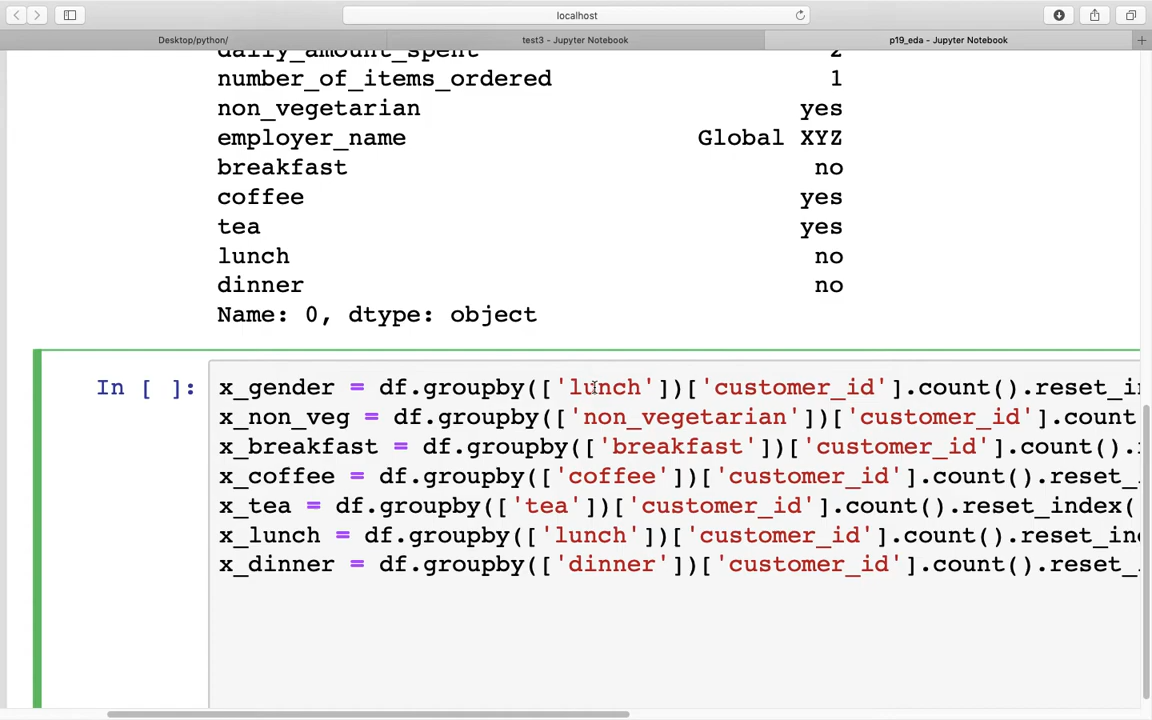 localhost
Desktop/python/
test3 - Jupyter Notebook
p19_eda - Jupyter Notebook
daily_amount_spent 2
number_of_items_ordered 1
non_vegetarian yes
employer_name Global XYZ
breakfast no
coffee yes
tea yes
lunch no
dinner no
Name: 0, dtype: object
In [ ]: x_gender = df.groupby(['lunch'])['customer_id'].count().reset_in
x_non_veg = df.groupby(['non_vegetarian'])['customer_id'].count
x_breakfast = df.groupby(['breakfast'])['customer_id'].count().
x_coffee = df.groupby(['coffee'])['customer_id'].count().reset_
x_tea = df.groupby(['tea'])['customer_id'].count().reset_index(
x_lunch = df.groupby(['lunch'])['customer_id'].count().reset_ind
x_dinner = df.groupby(['dinner'])['customer_id'].count().reset_